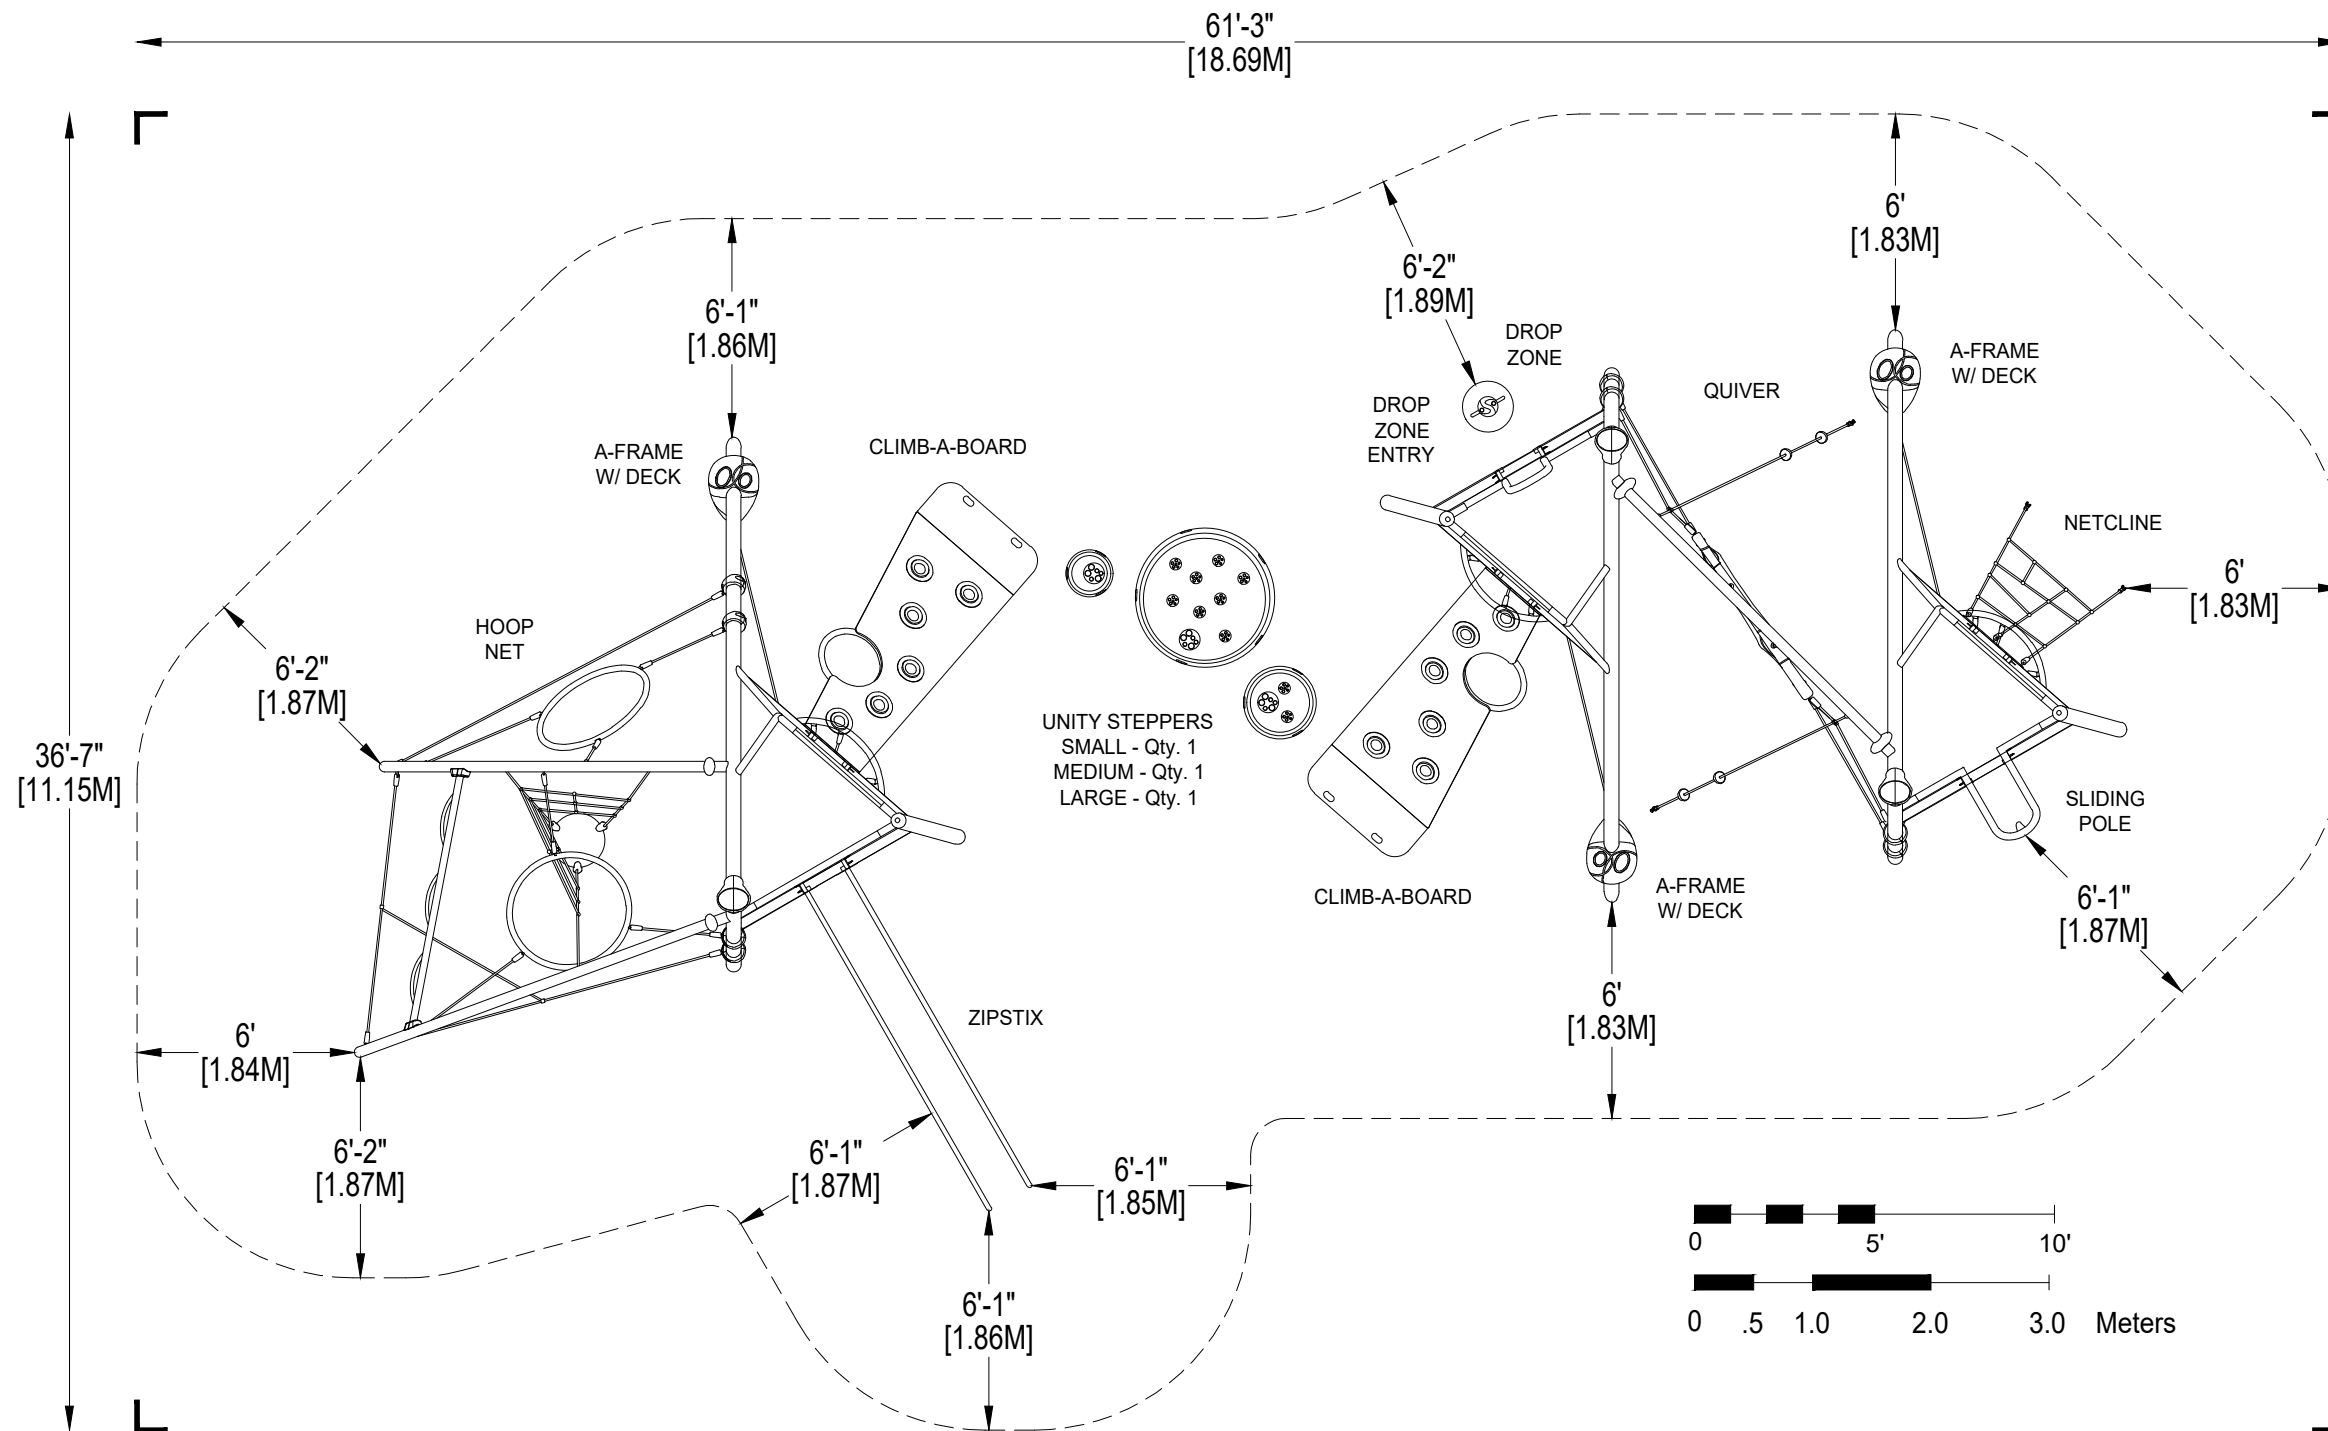 61'-3"
[18.69M]
6'
[1.83M]
6'-2"
[1.89M]
6'-1"
[1.86M]
DROP
ZONE
A-FRAME
W/ DECK
QUIVER
DROP
ZONE
ENTRY
A-FRAME
W/ DECK
CLIMB-A-BOARD
NETCLINE
6'
[1.83M]
HOOP
NET
6'-2"
[1.87M]
UNITY STEPPERS
SMALL - Qty. 1
MEDIUM - Qty. 1
LARGE - Qty. 1
36'-7"
[11.15M]
SLIDING
POLE
CLIMB-A-BOARD
A-FRAME
W/ DECK
6'-1"
[1.87M]
6'
[1.83M]
ZIPSTIX
6'
[1.84M]
6'-2"
[1.87M]
6'-1"
[1.87M]
6'-1"
[1.85M]
6'-1"
[1.86M]
0 5' 10'
0 .5 1.0 2.0 3.0 Meters